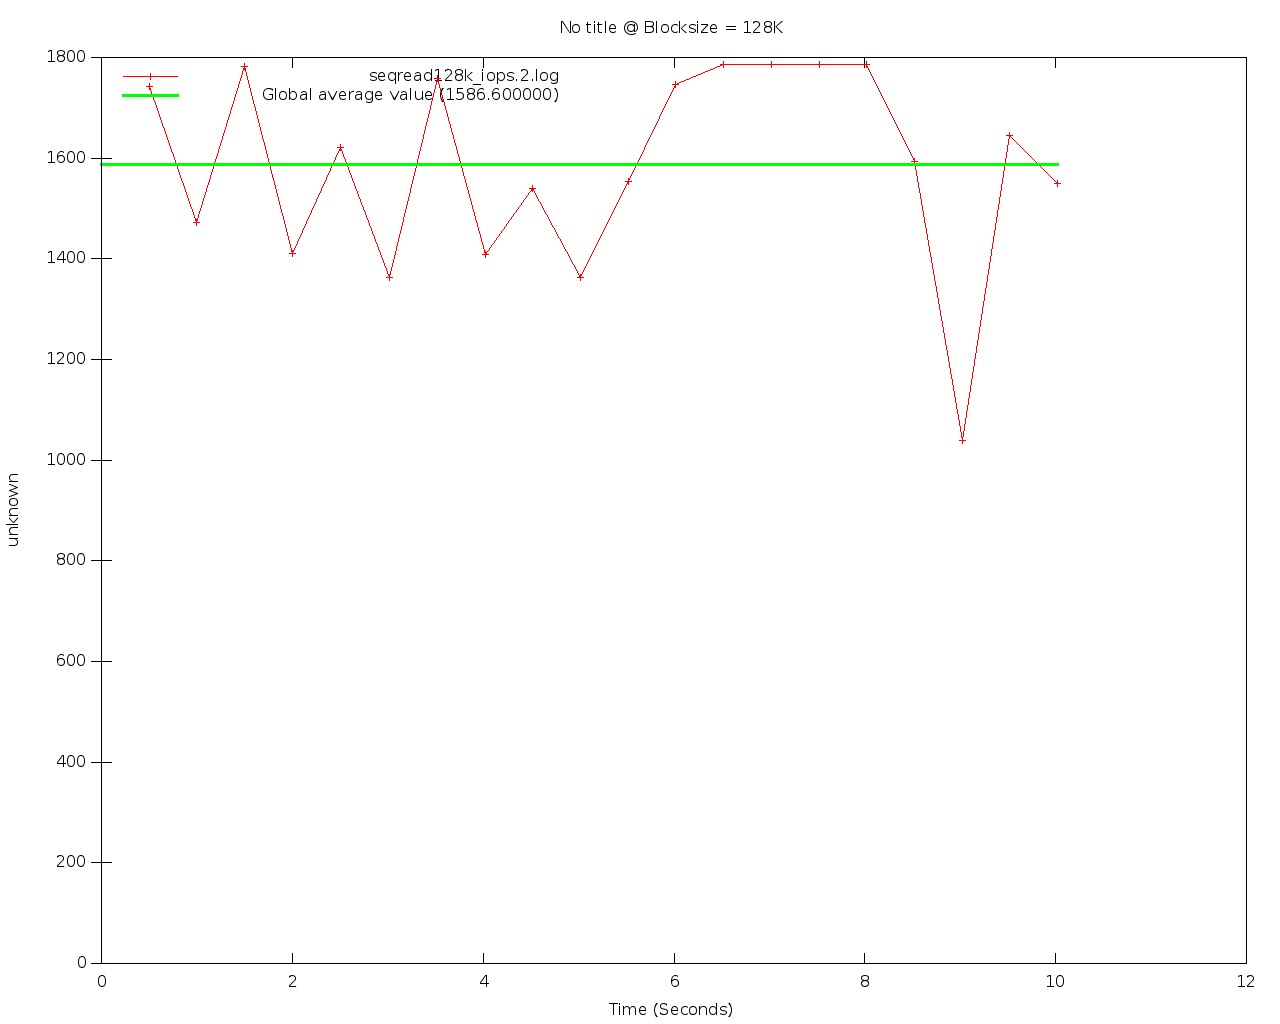 No title @ Blocksize = 128K
seqread128k_iops.2.log
Global average value (1586.600000)
1800
1600
1400
1200
1000
800
600
400
200
0
unknown
0 2 4 6 8 10 12
Time (Seconds)